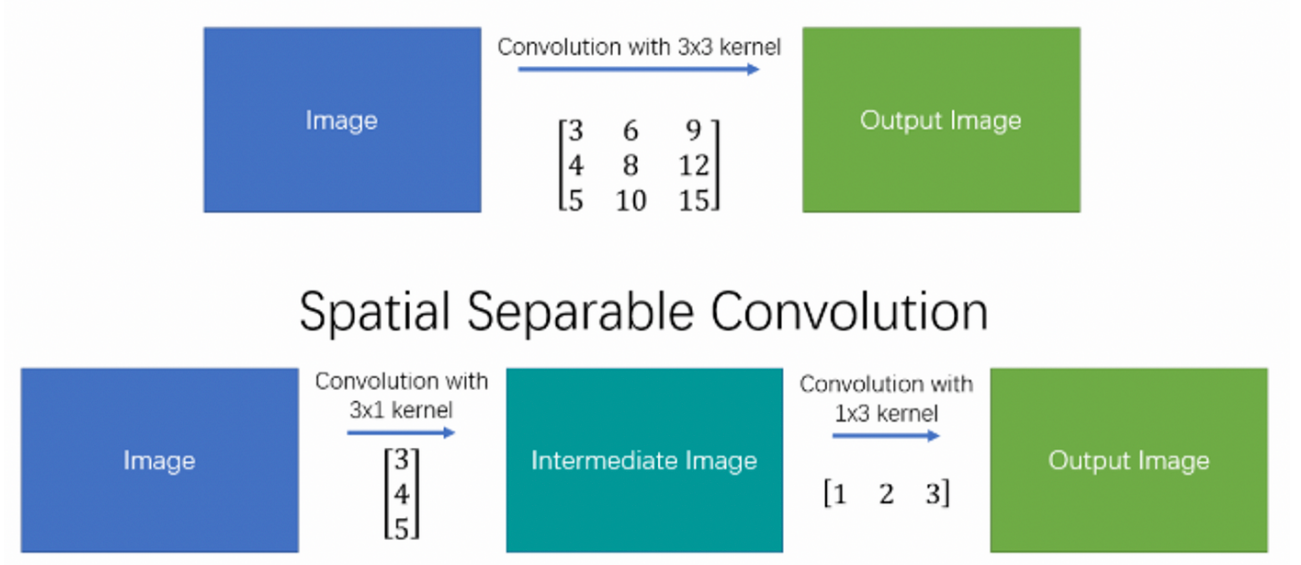 Convolution with 3x3 kernel
Image
3 6 9
4 8 12
5 10 15
Output Image
Spatial Separable Convolution
Image
Convolution with
3x1 kernel
3
4
5
Intermediate Image
Convolution with
1x3 kernel
[1 2 3]
Output Image